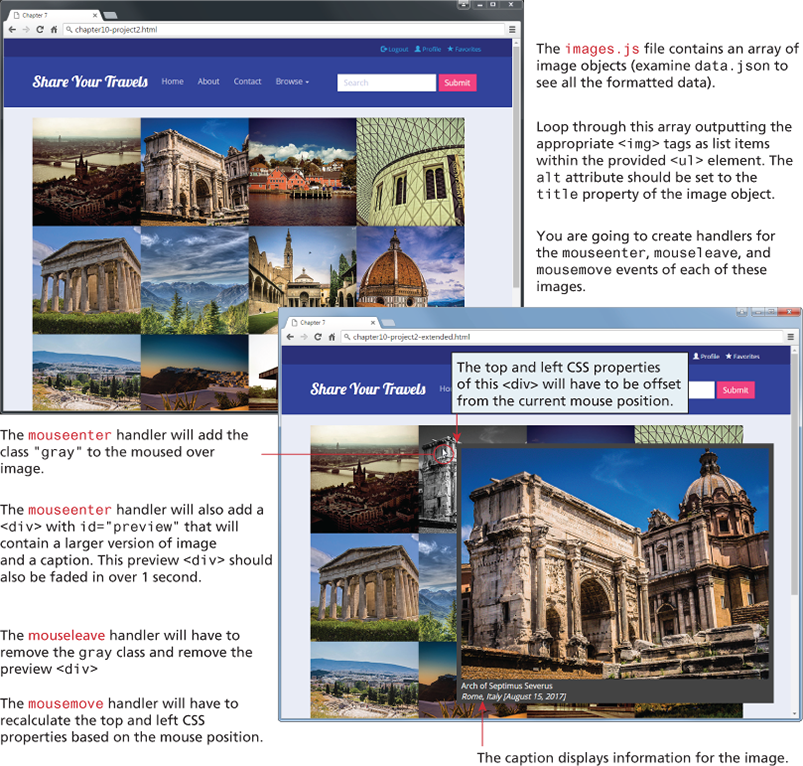 Chapter 7
chapter10-project2.html
Logout Profile Favorites
Share Your Travels Home About Contact Browse Search Submit
The images.js file contains an array of
image objects (examine data.json to
see all the formatted data).
Loop through this array outputting the
appropriate <img> tags as list items
within the provided <ul> element. The
alt attribute should be set to the
title property of the image object.
You are going to create handlers for
the mouseenter, mouseleave, and
mousemove events of each of these
images.
Chapter 7
chapter10-project2-extended.html
Profile Favorites
The top and left CSS properties
of this <div> will have to be offset
from the current mouse position.
Share Your Travels Ho Submit
The mouseenter handler will add the
class "gray" to the moused over
image.
The mouseenter handler will also add a
<div> with id="preview" that will
contain a larger version of image
and a caption. This preview <div> should
also be faded in over 1 second.
The mouseleave handler will have to
remove the gray class and remove the
preview <div>
The mousemove handler will have to
recalculate the top and left CSS
properties based on the mouse position.
Arch of Septimus Severus
Rome, Italy [August 15, 2017]
The caption displays information for the image.